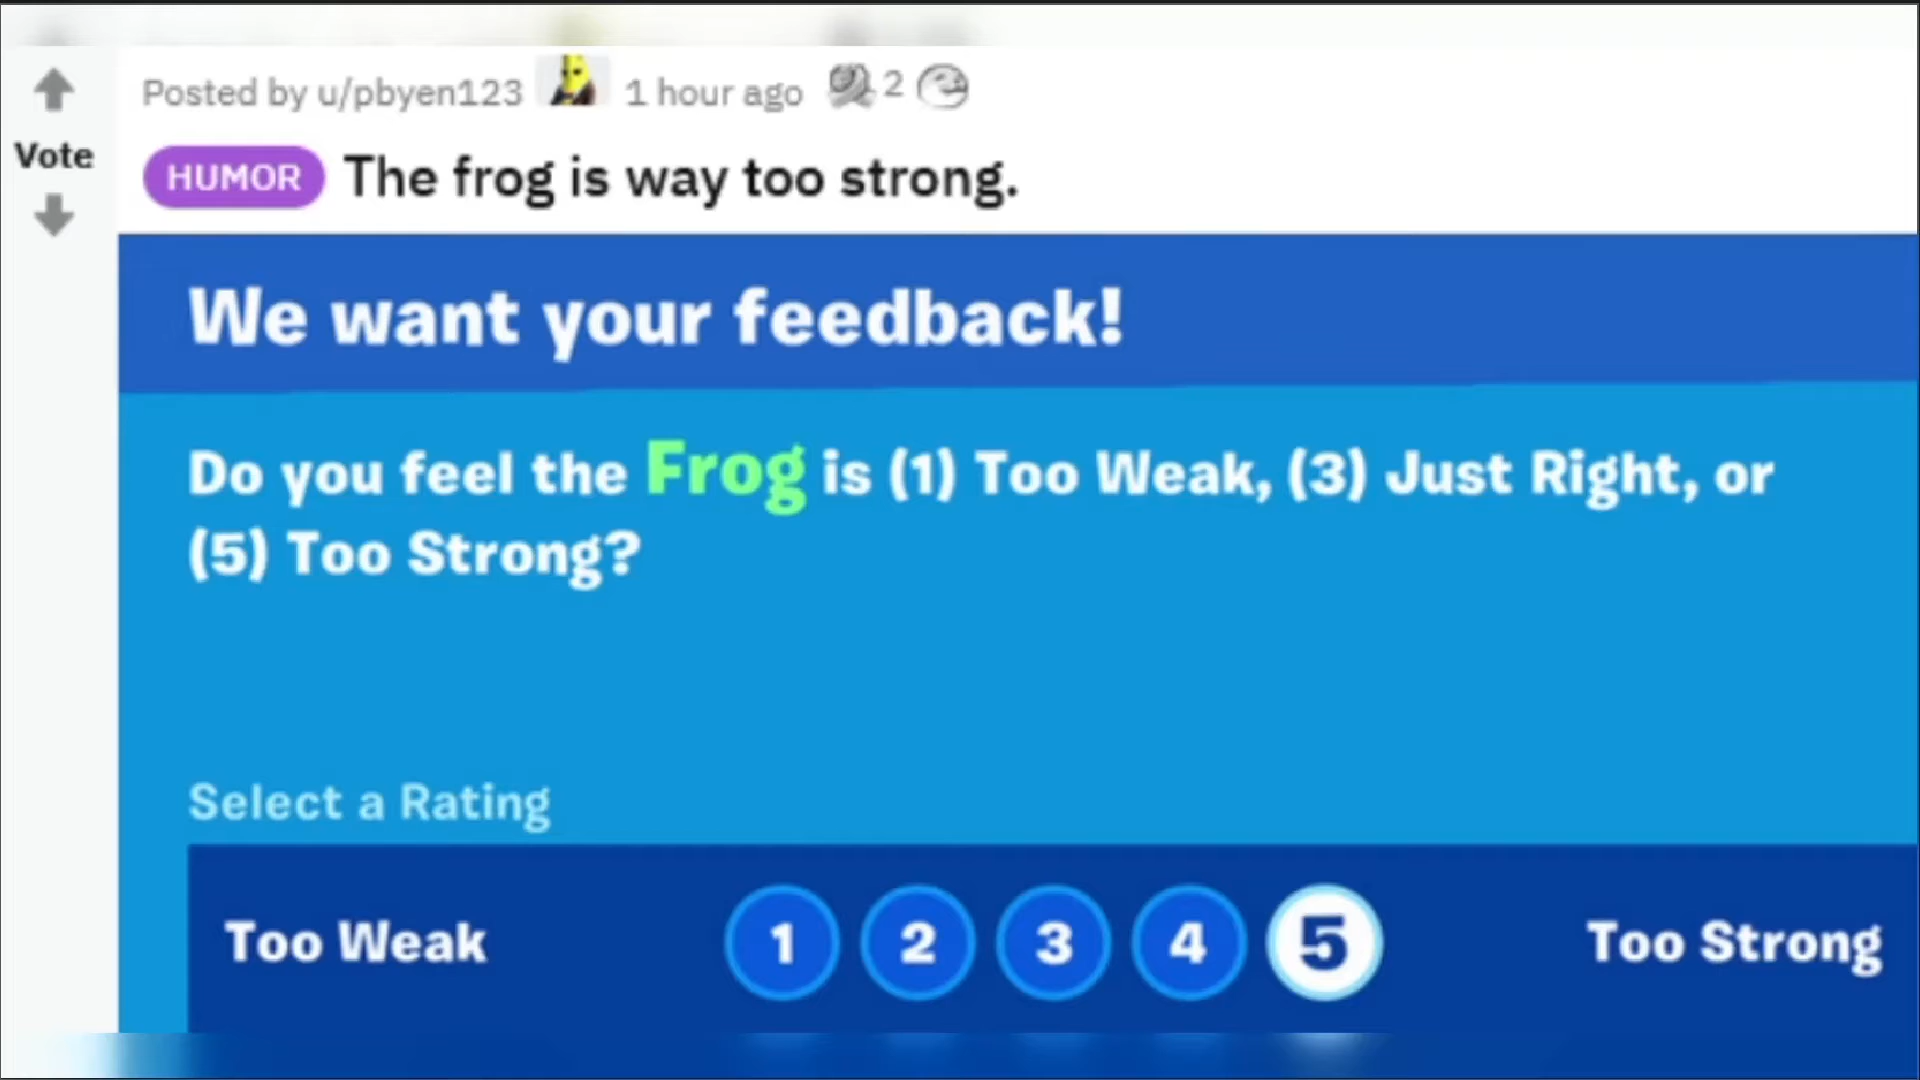 Posted by u/pbyen123 1 hour ago 2
Vote
HUMOR The frog is way too strong.
We want your feedback!
Do you feel the Frog is (1) Too Weak, (3) Just Right, or
(5) Too Strong?
Select a Rating
Too Weak 1 2 3 4 5 Too Strong